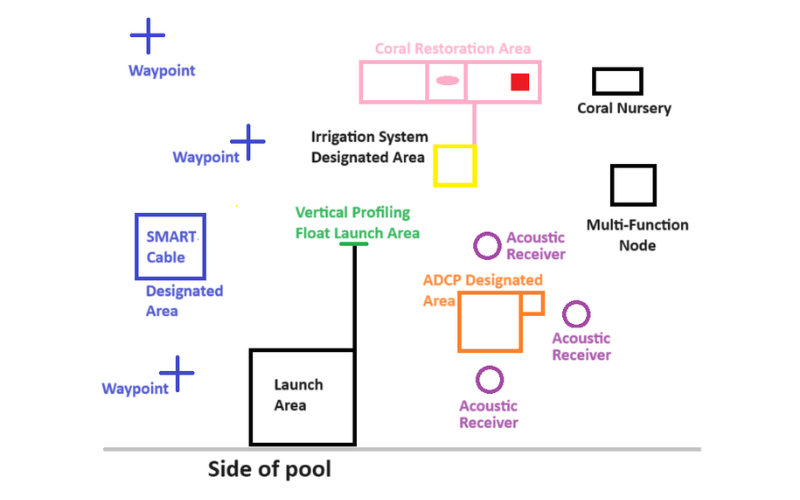 Coral Restoration Area
Waypoint
Coral Nursery
Irrigation System
Designated Area
Waypoint
Vertical Profiling
Float Launch Area
Multi-Function
Node
SMART
Cable
Designated
Area
Acoustic
Receiver
ADCP Designated
Area
Acoustic
Receiver
Waypoint
Launch
Area
Acoustic
Receiver
Side of pool